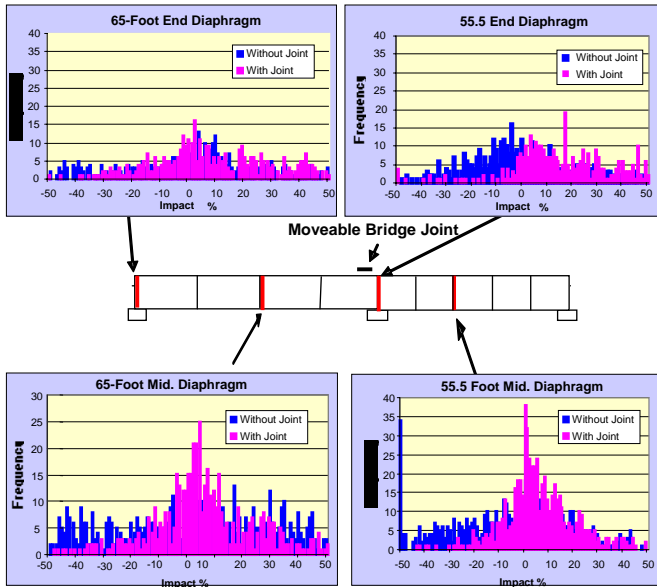 65-Foot End Diaphragm
40
35
30
25
20
15
10
5
0
Without Joint
With Joint
-50 -40 -30 -20 -10 0 10 20 30 40 50
Impact %
55.5 End Diaphragm
Frequency
40
35
30
25
20
15
10
5
0
Without Joint
With Joint
-50 -40 -30 -20 -10 0 10 20 30 40 50
Impact %
Moveable Bridge Joint
65-Foot Mid. Diaphragm
Frequency
30
25
20
15
10
5
0
Without Joint
With Joint
-50 -40 -30 -20 -10 0 10 20 30 40 50
Impact %
55.5 Foot Mid. Diaphragm
40
35
30
25
20
15
10
5
0
Without Joint
With Joint
-50 -40 -30 -20 -10 0 10 20 30 40 50
Impact %